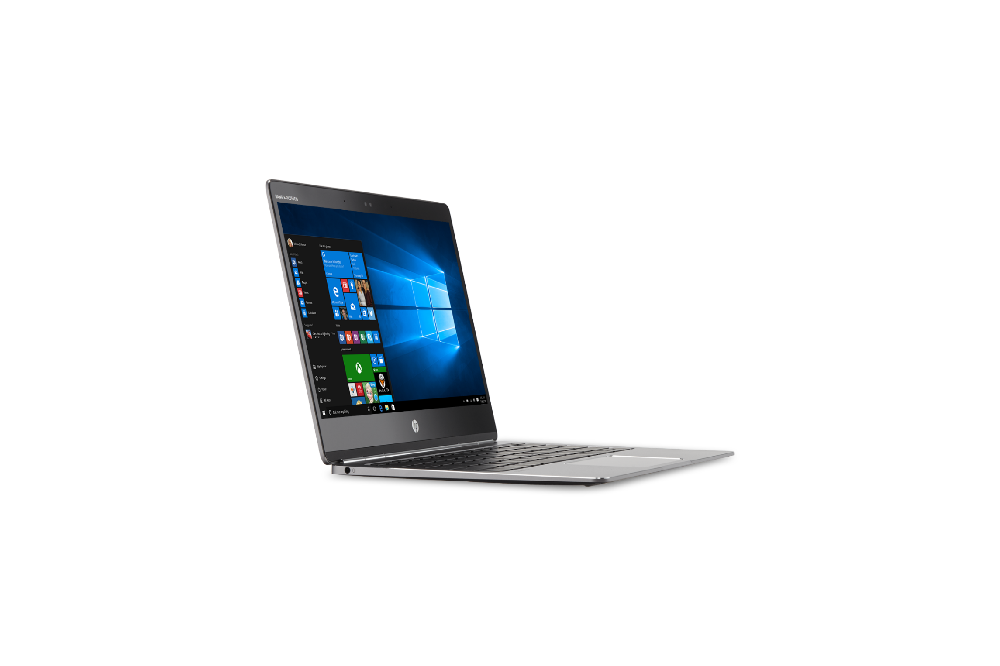 BANG & OLUFSEN
Miranda Vance
Life at a glance
Most Used
Word
Mail
People
News
Camera
Calculator
Suggested
Cars: Fast as Lightning
Free
File Explorer
Settings
Power
All Apps
Welcome Miranda!
How can I help you today?
Cortana
Lunch with
Barbra
Café
Thursday 30
Microsoft Edge
Mail
Work
Entertainment
Xbox
HALO
Ask me anything
hp